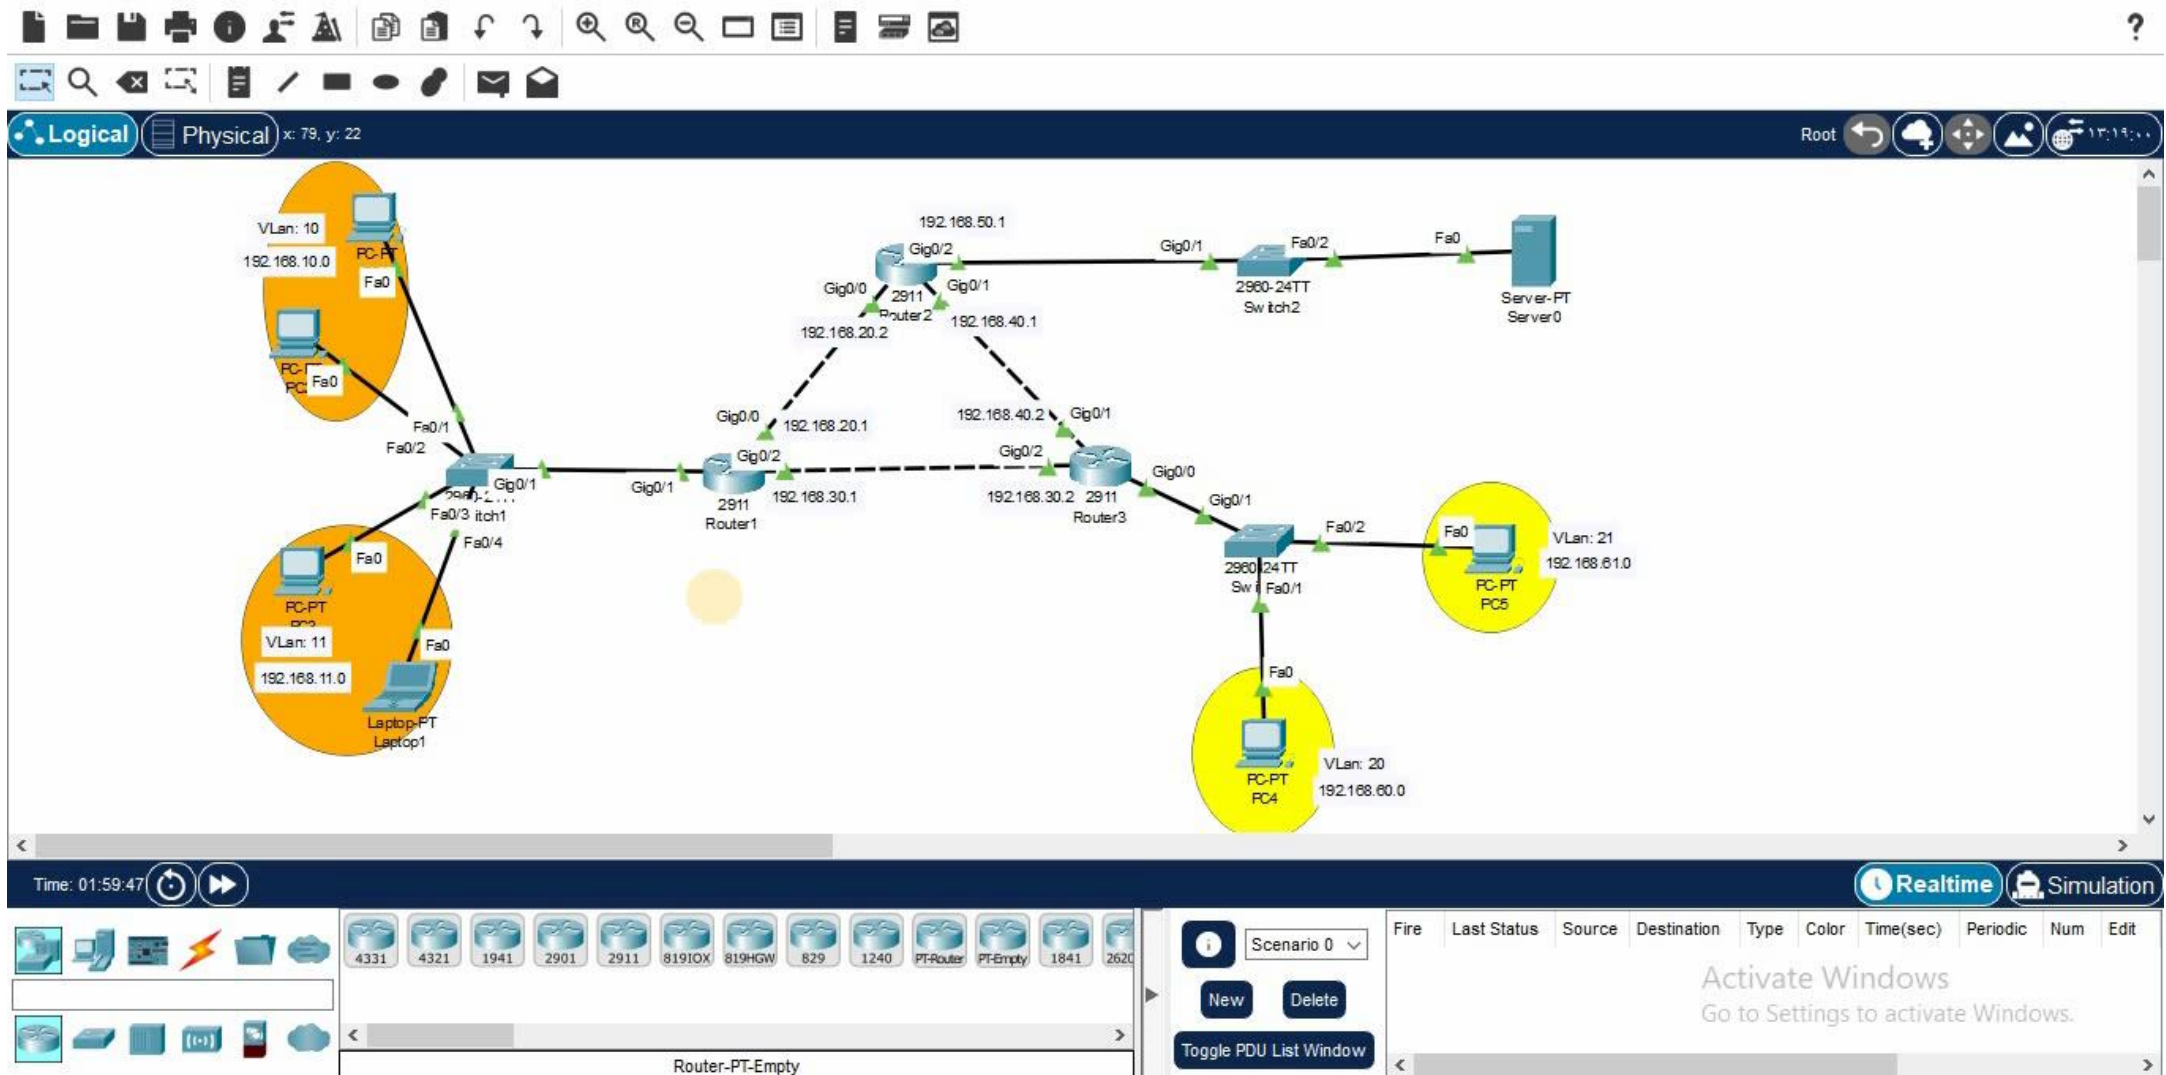 Logical
Physical
x: 79, y: 22
Root
۱۳:۱۹:۰۰
VLan: 10
192.168.10.0
Fa0
Fa0
Fa0/1
Fa0/2
Gig0/1
Fa0/3
itch1
Fa0/4
Fa0
PC-PT
VLan: 11
192.168.11.0
Fa0
Laptop-PT
Laptop1
Gig0/1
Gig0/0
192.168.20.1
Gig0/2
192.168.30.1
2911
Router1
192.168.50.1
Gig0/2
Gig0/0
Gig0/1
2911
Router2
192.168.20.2
192.168.40.1
Gig0/1
Fa0/2
2960-24TT
Switch2
Fa0
Server-PT
Server0
192.168.40.2
Gig0/1
Gig0/2
Gig0/0
192.168.30.2
2911
Router3
Gig0/1
2960-24TT
Fa0/1
Fa0/2
Fa0
PC-PT
PC5
VLan: 21
192.168.61.0
Fa0
PC-PT
PC4
VLan: 20
192.168.60.0
Time: 01:59:47
Realtime
Simulation
4331
4321
1941
2901
2911
819IOX
819HGW
829
1240
PT-Router
PT-Empty
1841
Router-PT-Empty
Scenario 0
New
Delete
Toggle PDU List Window
Fire Last Status Source Destination Type Color Time(sec) Periodic Num Edit
Activate Windows
Go to Settings to activate Windows.